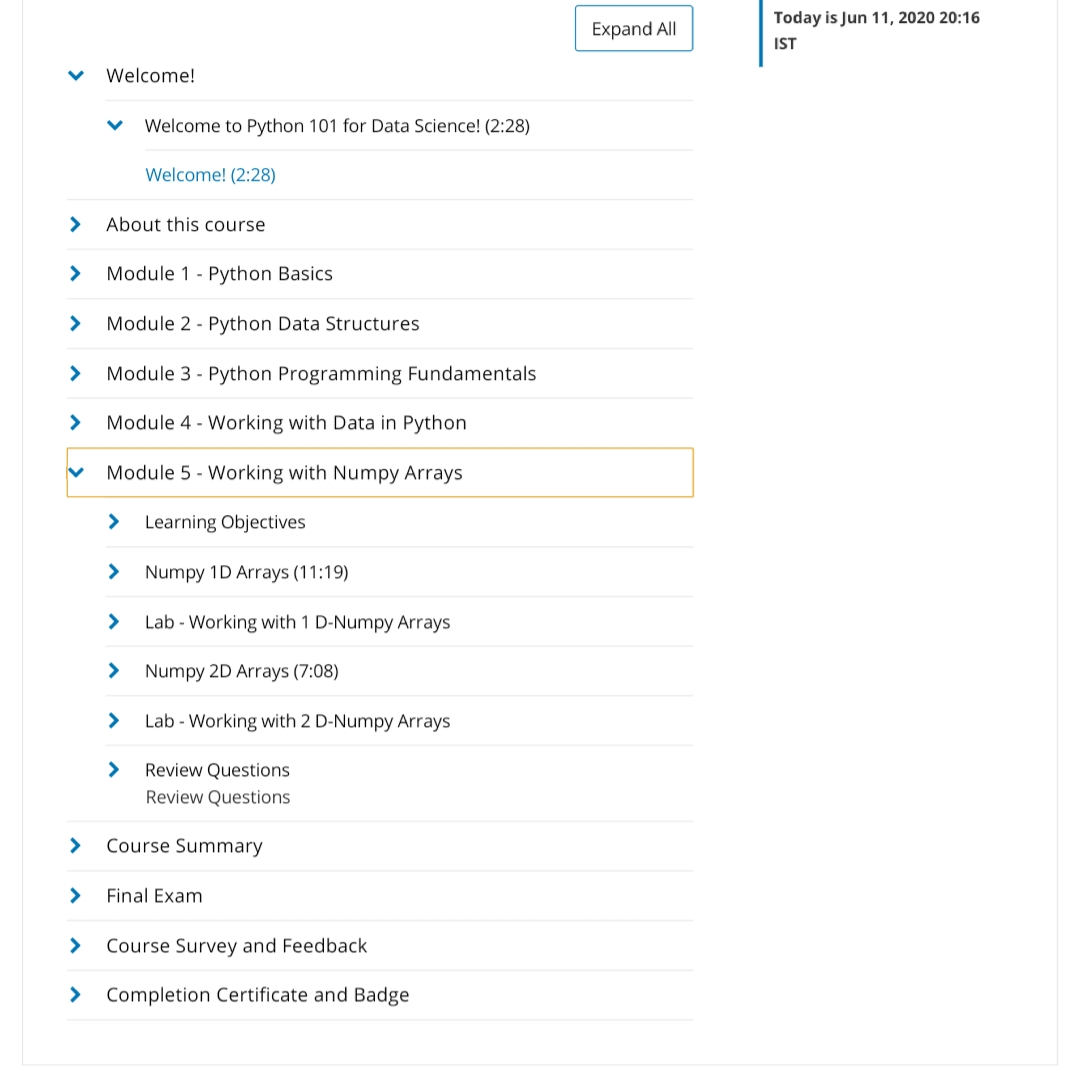 Expand All
Today is Jun 11, 2020 20:16
IST
Welcome!
Welcome to Python 101 for Data Science! (2:28)
Welcome! (2:28)
About this course
Module 1 - Python Basics
Module 2 - Python Data Structures
Module 3 - Python Programming Fundamentals
Module 4 - Working with Data in Python
Module 5 - Working with Numpy Arrays
Learning Objectives
Numpy 1D Arrays (11:19)
Lab - Working with 1 D-Numpy Arrays
Numpy 2D Arrays (7:08)
Lab - Working with 2 D-Numpy Arrays
Review Questions
Review Questions
Course Summary
Final Exam
Course Survey and Feedback
Completion Certificate and Badge